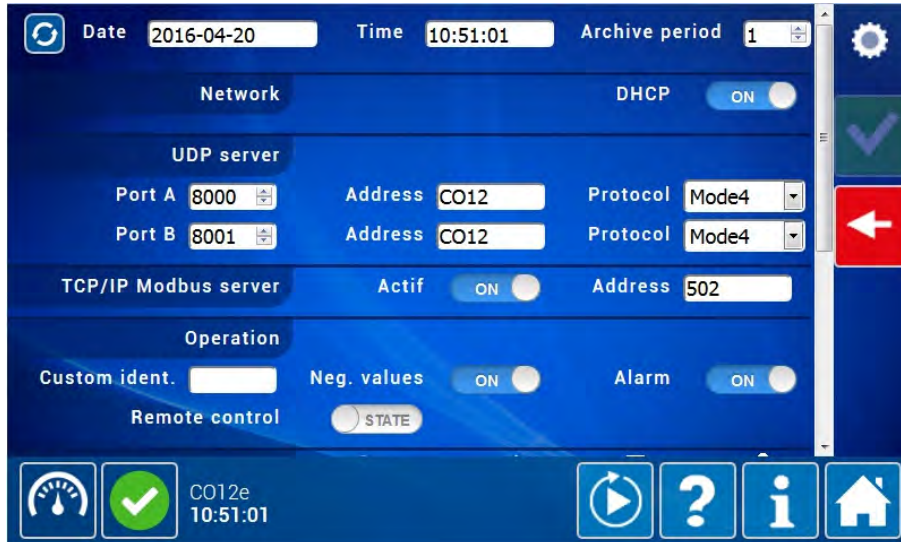 Date 2016-04-20 Time 10:51:01 Archive period 1
Network DHCP ON
UDP server
Port A 8000 Address CO12 Protocol Mode4
Port B 8001 Address CO12 Protocol Mode4
TCP/IP Modbus server Actif ON Address 502
Operation
Custom ident. Neg. values ON Alarm ON
Remote control STATE
CO12e
10:51:01